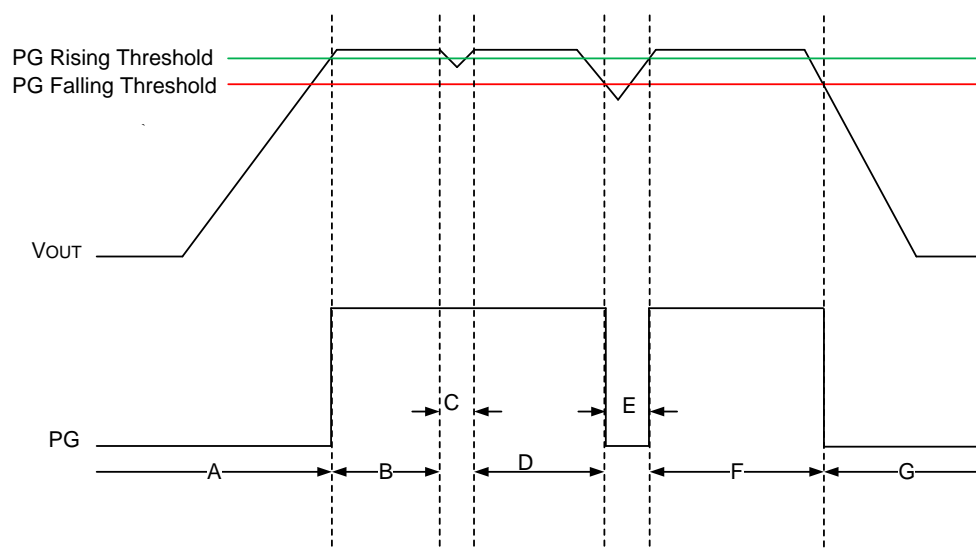 PG Rising Threshold
PG Falling Threshold
VOUT
C
E
PG
A
B
D
F
G